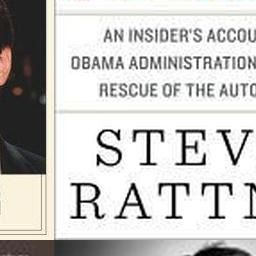 AN INSIDER'S ACCOU
OBAMA ADMINISTRATION
RESCUE OF THE AUTO
STEV
RATTN